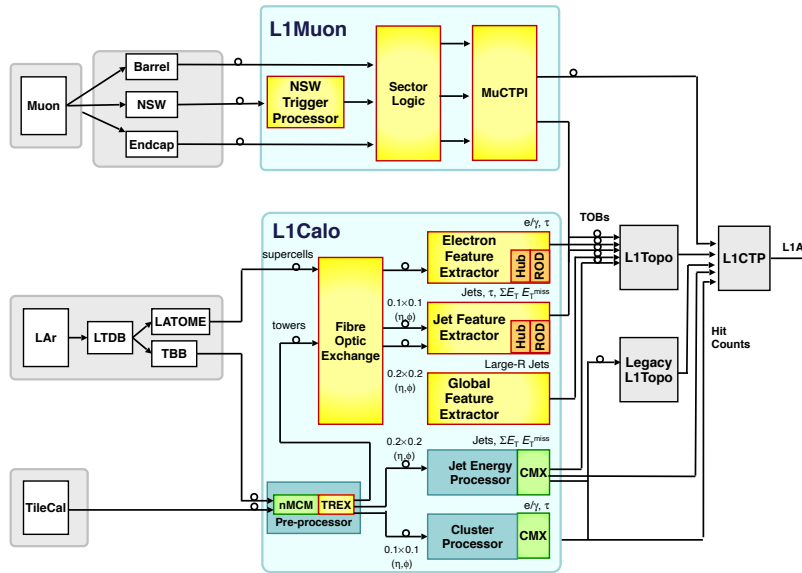 L1Muon
Muon
Barrel
NSW
Endcap
NSW
Trigger
Processor
Sector
Logic
MuCTPI
L1Calo
supercells
towers
LAr
LTDB
LATOME
TBB
TileCal
Fibre
Optic
Exchange
nMCM
TREX
Pre-processor
0.1×0.1
(η,φ)
0.2×0.2
(η,φ)
0.2×0.2
(η,φ)
0.1×0.1
(η,φ)
e/γ, τ
Electron
Feature
Extractor
Hub
ROD
Jets, τ, ΣE_T E_T^miss
Jet Feature
Extractor
Hub
ROD
Large-R Jets
Global
Feature
Extractor
Jets, ΣE_T E_T^miss
Jet Energy
Processor
CMX
e/γ, τ
Cluster
Processor
CMX
TOBs
L1Topo
Legacy
L1Topo
Hit
Counts
L1CTP
L1A